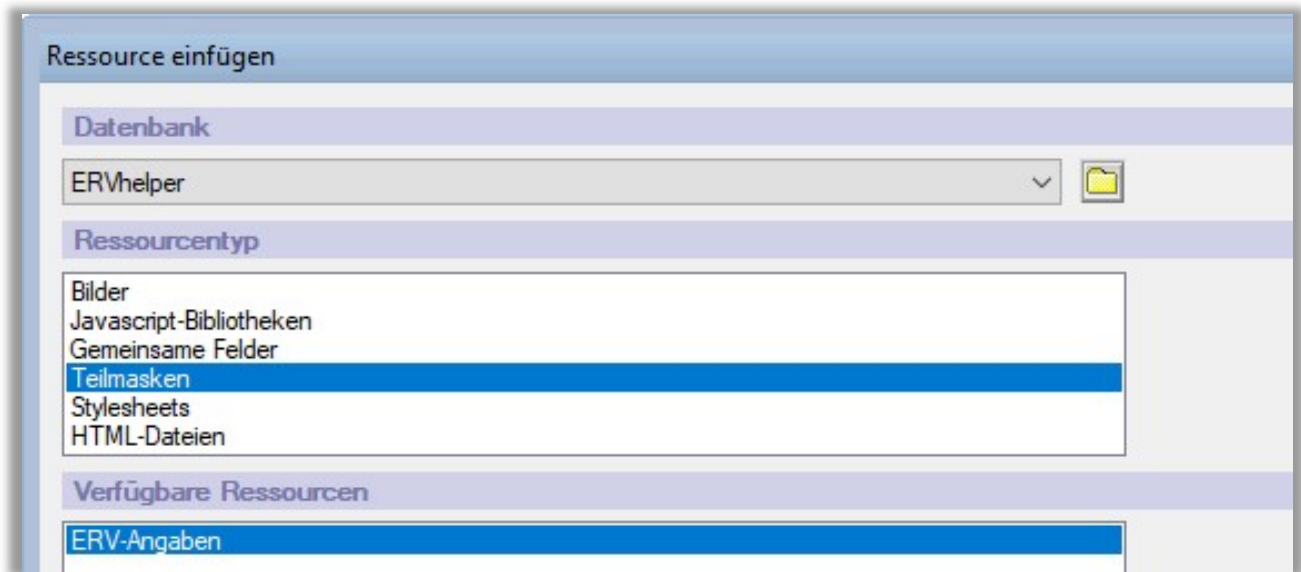 Ressource einfügen
Datenbank
ERVhelper
Ressourcentyp
Bilder
Javascript-Bibliotheken
Gemeinsame Felder
Teilmasken
Stylesheets
HTML-Dateien
Verfügbare Ressourcen
ERV-Angaben